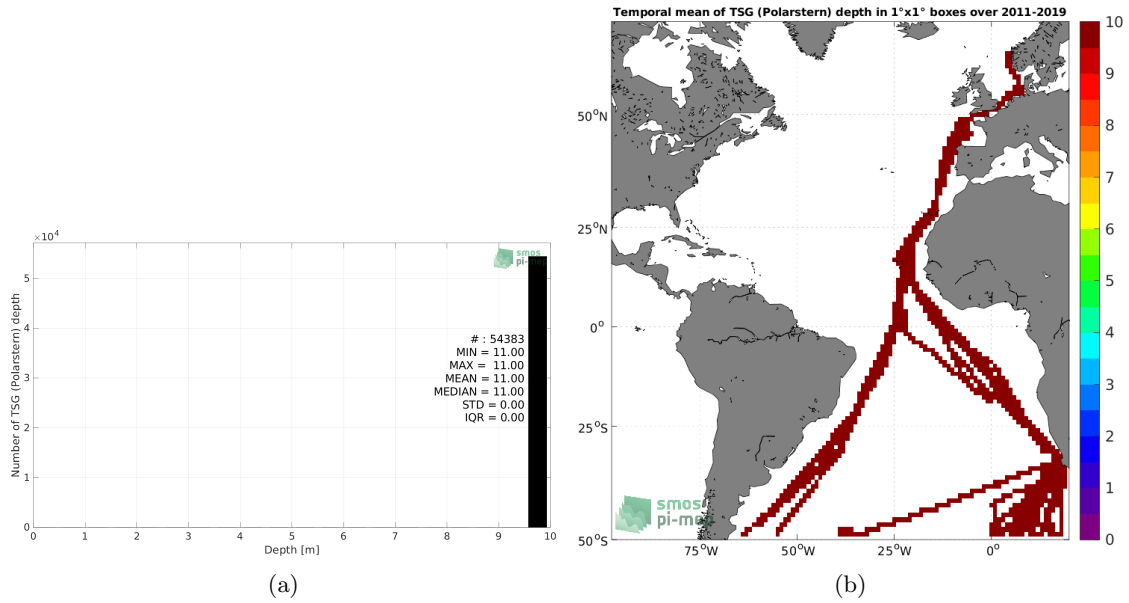 ×10⁴
5
4
3
2
1
0
Number of TSG (Polarstern) depth
smos
pi-mep
# : 54383
MIN = 11.00
MAX = 11.00
MEAN = 11.00
MEDIAN = 11.00
STD = 0.00
IQR = 0.00
0 1 2 3 4 5 6 7 8 9 10
Depth [m]
(a)
Temporal mean of TSG (Polarstern) depth in 1°x1° boxes over 2011-2019
50°N
25°N
0°
25°S
50°S
75°W 50°W 25°W 0°
smos
pi-mep
10
9
8
7
6
5
4
3
2
1
0
(b)